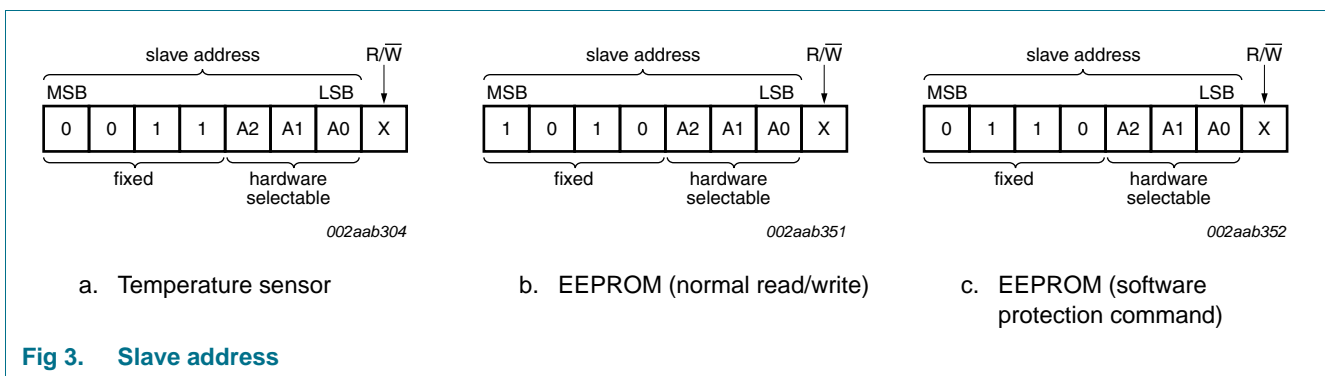 slave address R/W̅
MSB LSB
0 0 1 1 A2 A1 A0 X
fixed hardware
selectable
002aab304
a. Temperature sensor
slave address R/W̅
MSB LSB
1 0 1 0 A2 A1 A0 X
fixed hardware
selectable
002aab351
b. EEPROM (normal read/write)
slave address R/W̅
MSB LSB
0 1 1 0 A2 A1 A0 X
fixed hardware
selectable
002aab352
c. EEPROM (software
protection command)
Fig 3. Slave address